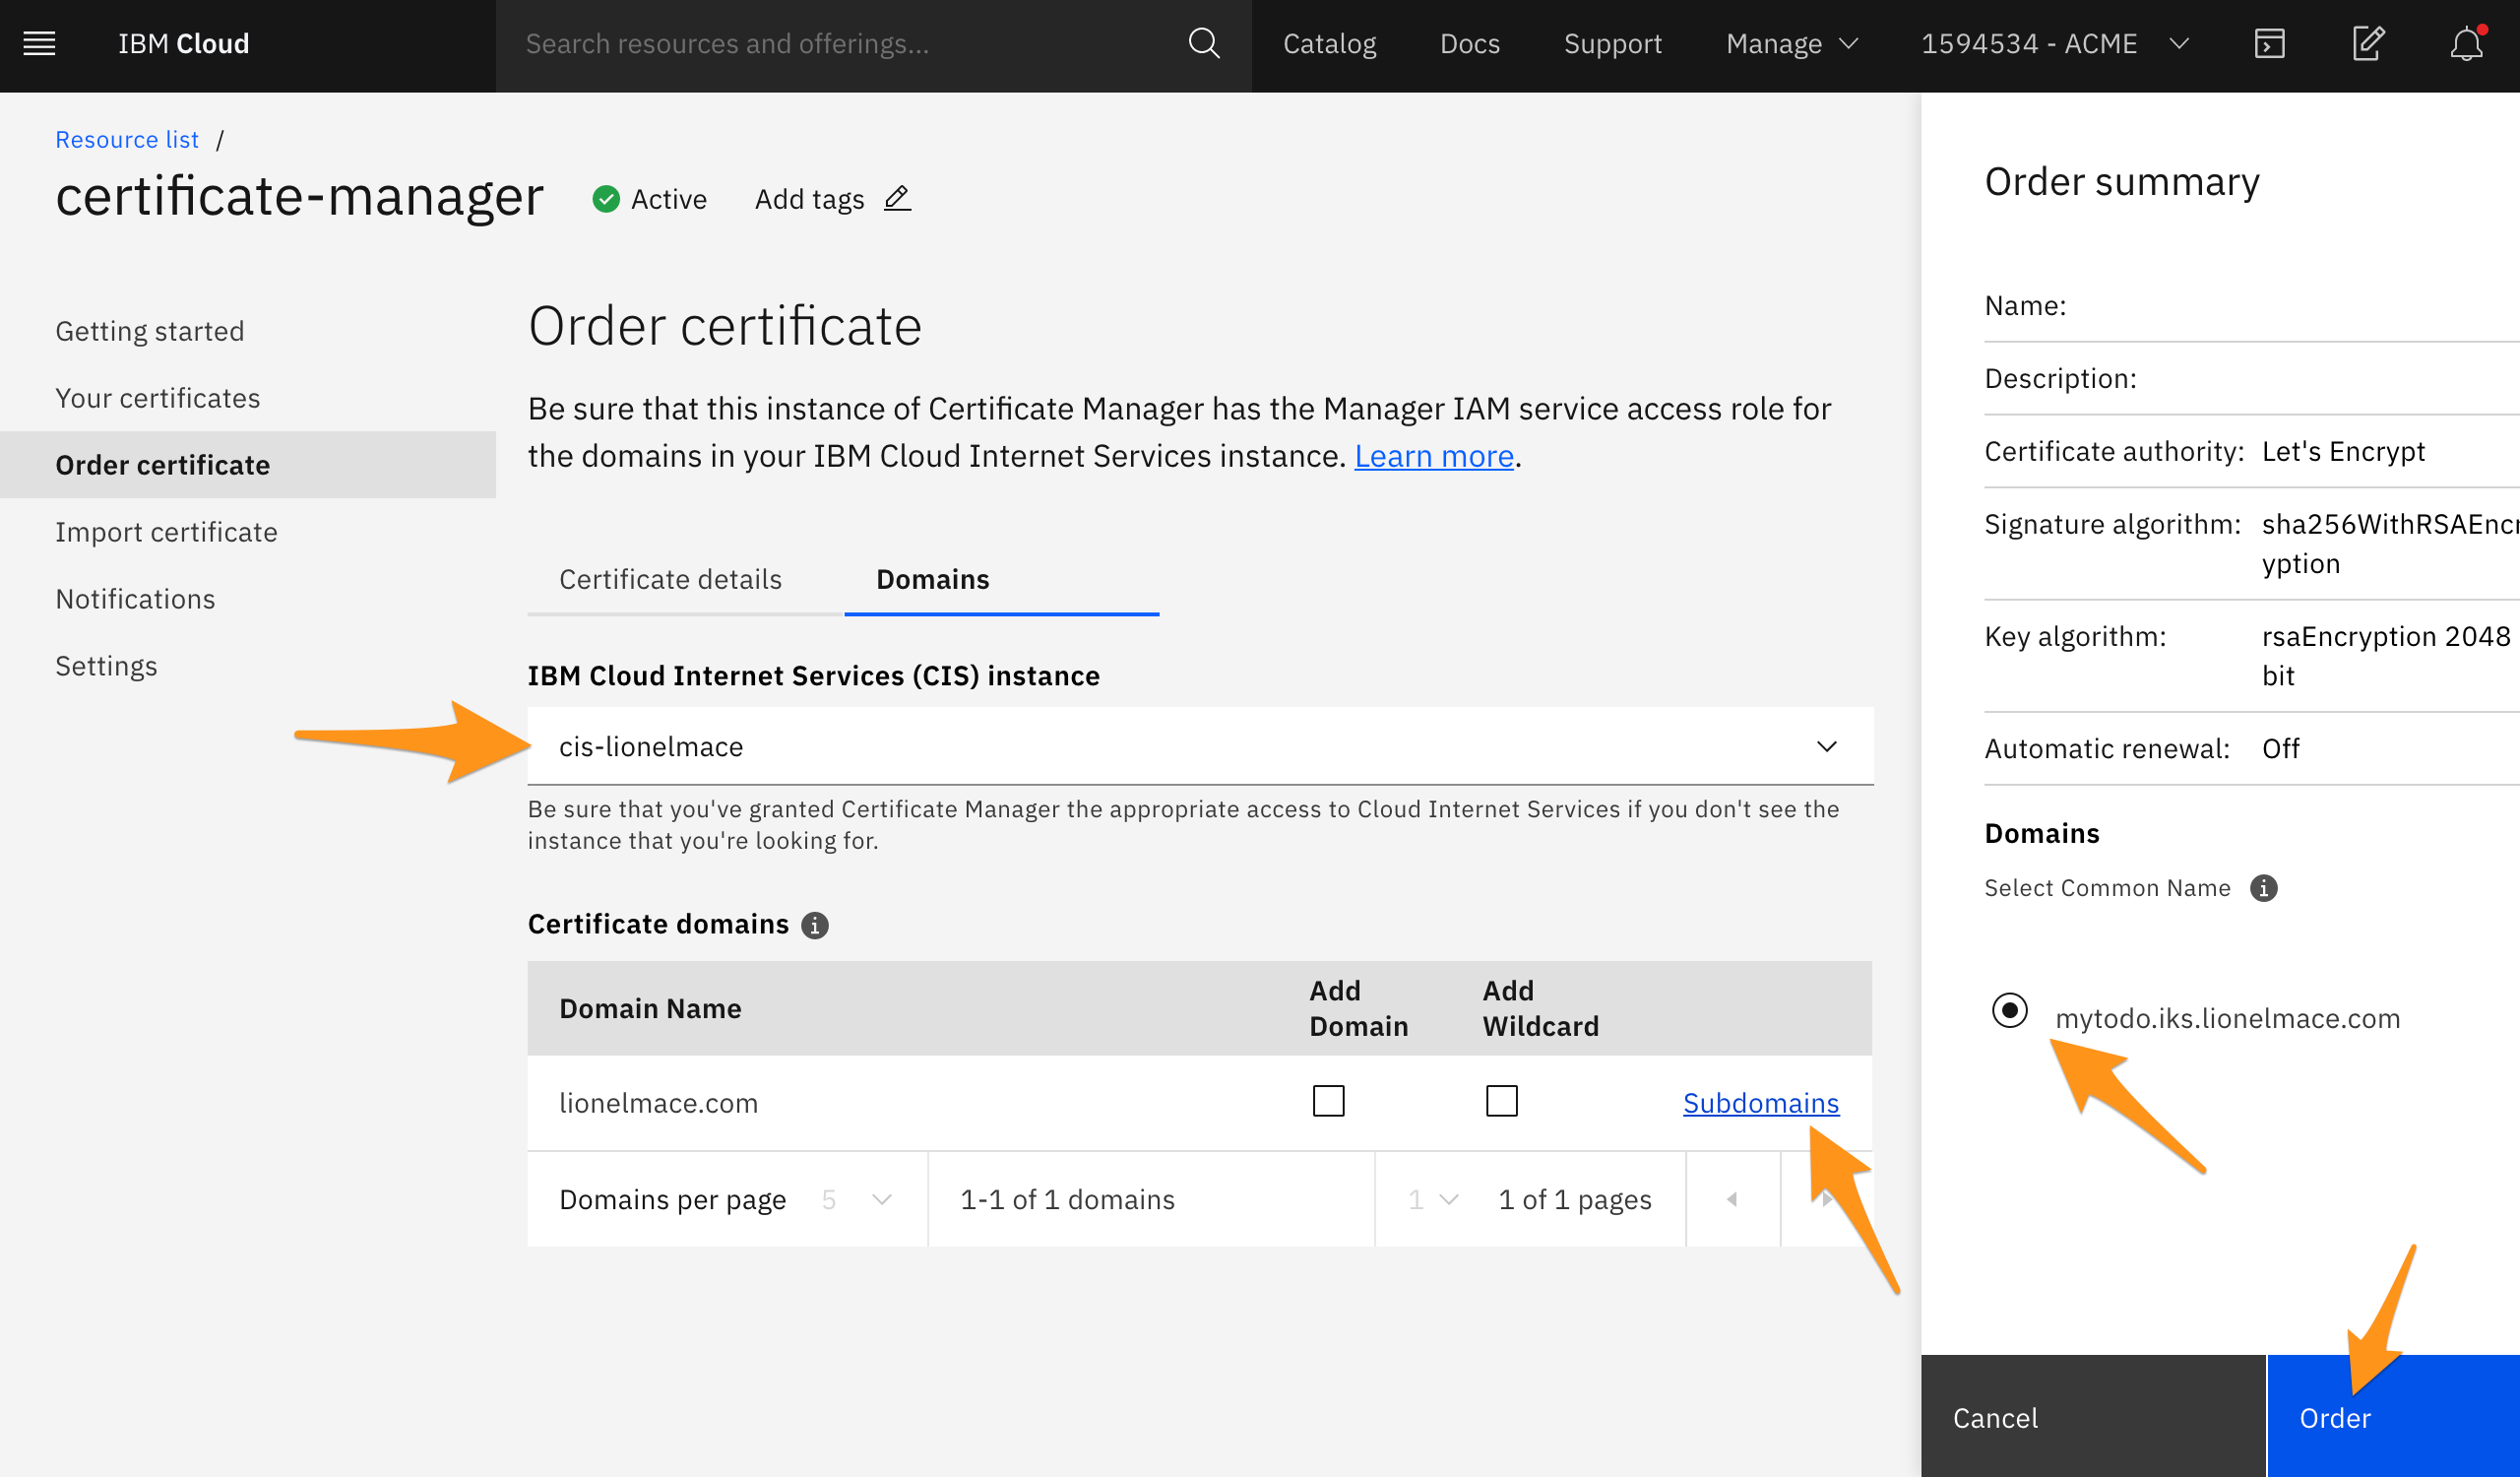 IBM Cloud
Search resources and offerings...
Catalog
Docs
Support
Manage
1594534 - ACME
Resource list /
certificate-manager
Active
Add tags
Getting started
Your certificates
Order certificate
Import certificate
Notifications
Settings
Order certificate
Be sure that this instance of Certificate Manager has the Manager IAM service access role for
the domains in your IBM Cloud Internet Services instance. Learn more.
Certificate details
Domains
IBM Cloud Internet Services (CIS) instance
cis-lionelmace
Be sure that you've granted Certificate Manager the appropriate access to Cloud Internet Services if you don't see the
instance that you're looking for.
Certificate domains
Domain Name
Add
Domain
Add
Wildcard
lionelmace.com
Subdomains
Domains per page 5
1-1 of 1 domains
1
1 of 1 pages
Order summary
Name:
Description:
Certificate authority: Let's Encrypt
Signature algorithm: sha256WithRSAEncr
yption
Key algorithm: rsaEncryption 2048
bit
Automatic renewal: Off
Domains
Select Common Name
mytodo.iks.lionelmace.com
Cancel
Order